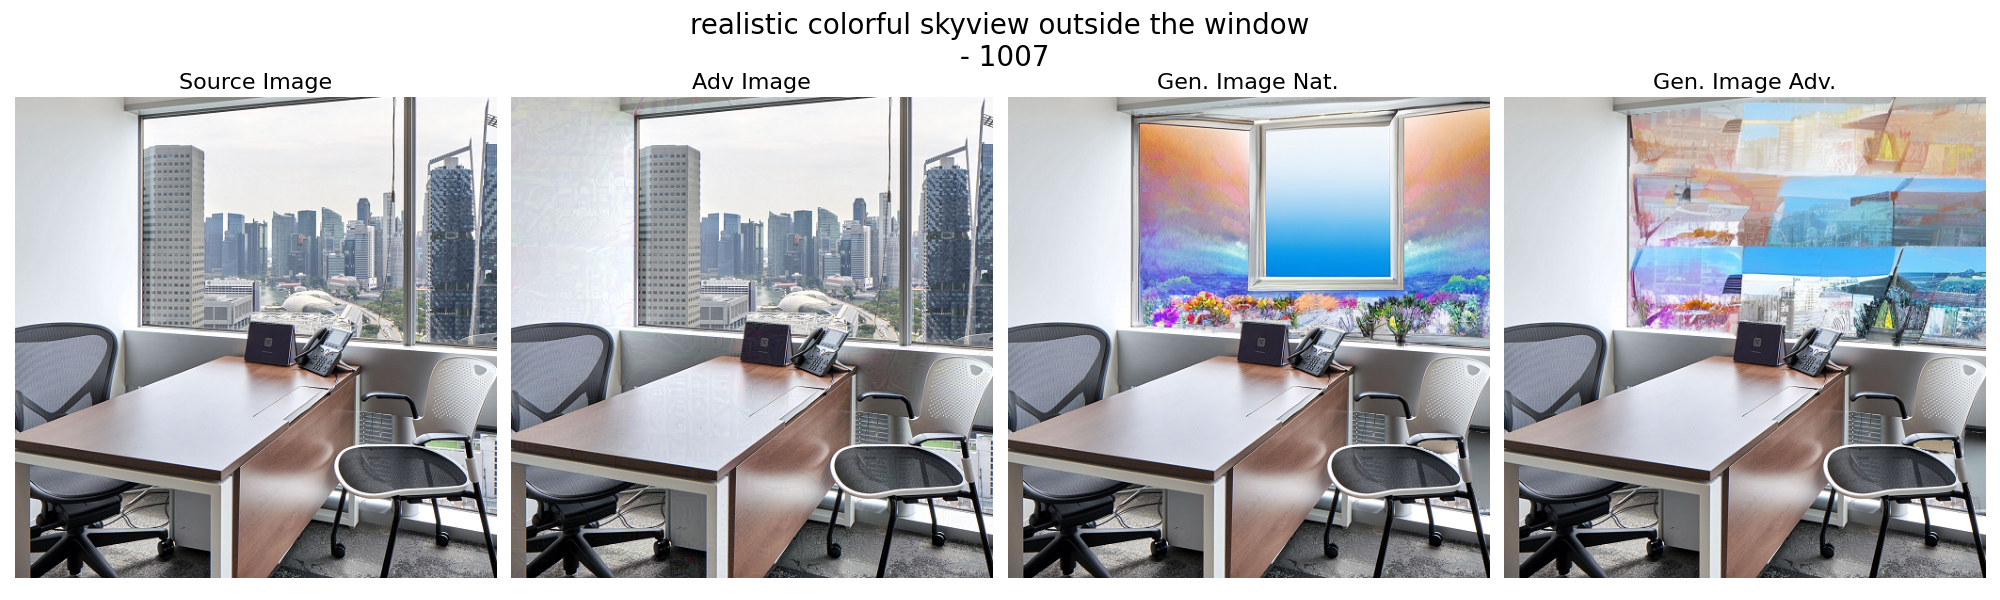 realistic colorful skyview outside the window
- 1007
Source Image
Adv Image
Gen. Image Nat.
Gen. Image Adv.